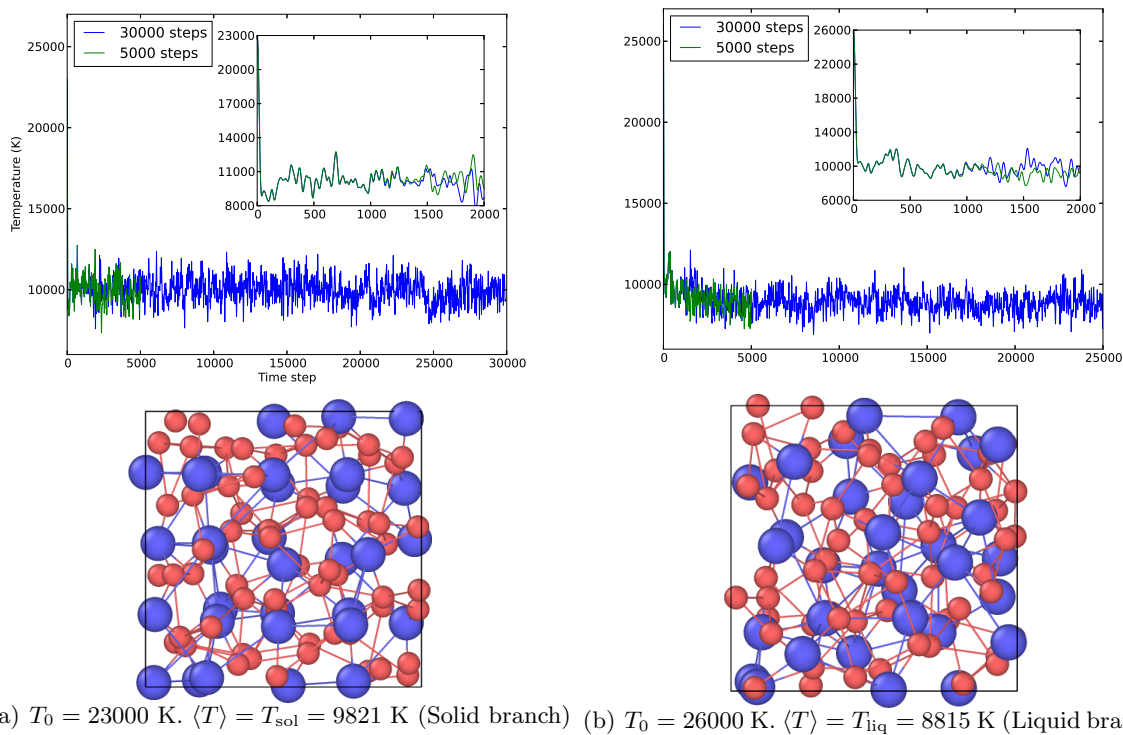 30000 steps
5000 steps
25000
20000
15000
10000
Temperature (K)
0 5000 10000 15000 20000 25000 30000
Time step
23000
19000
17000
13000
11000
8000
0 500 1000 1500 2000
30000 steps
5000 steps
25000
20000
15000
10000
0 5000 10000 15000 20000 25000
26000
22000
18000
14000
10000
6000
0 500 1000 1500 2000
a) T₀ = 23000 K. ⟨T⟩ = T_sol = 9821 K (Solid branch)
(b) T₀ = 26000 K. ⟨T⟩ = T_liq = 8815 K (Liquid bra